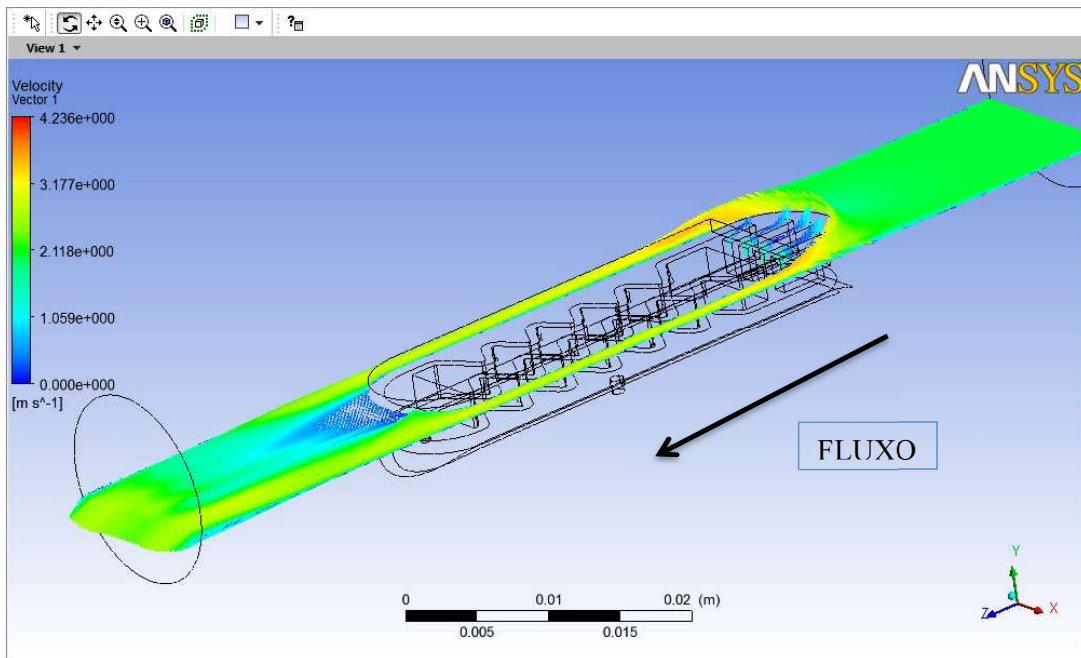 View 1
ANSYS
Velocity
Vector 1
4.236e+000
3.177e+000
2.118e+000
1.059e+000
0.000e+000
[m s^-1]
FLUXO
0 0.01 0.02 (m)
0.005 0.015
Y
Z X